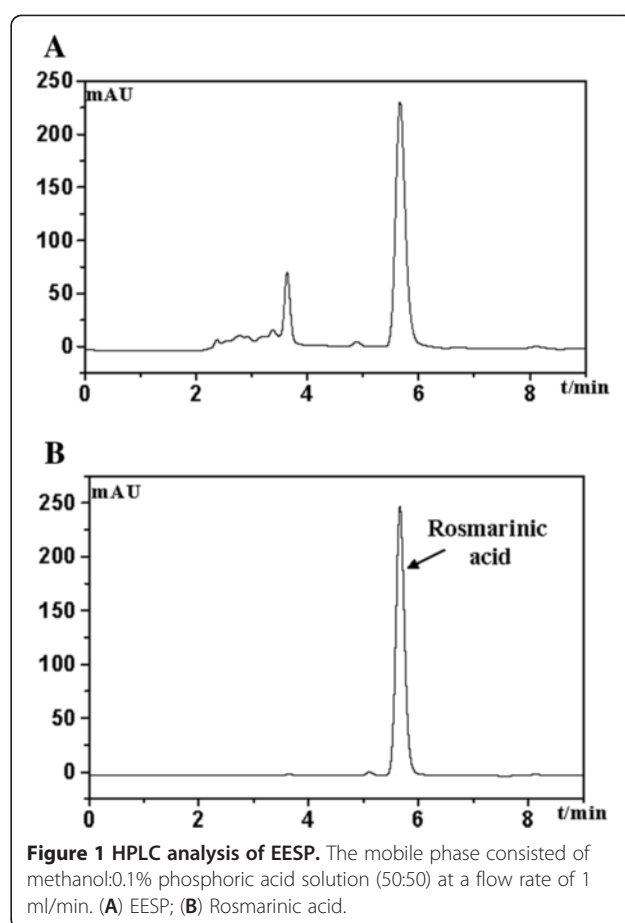 A
250
mAU
200
150
100
50
0
0 2 4 6 8 t/min
B
mAU
250
Rosmarinic
acid
200
150
100
50
0
0 2 4 6 8
t/min
Figure 1 HPLC analysis of EESP. The mobile phase consisted of
methanol:0.1% phosphoric acid solution (50:50) at a flow rate of 1
ml/min. (A) EESP; (B) Rosmarinic acid.